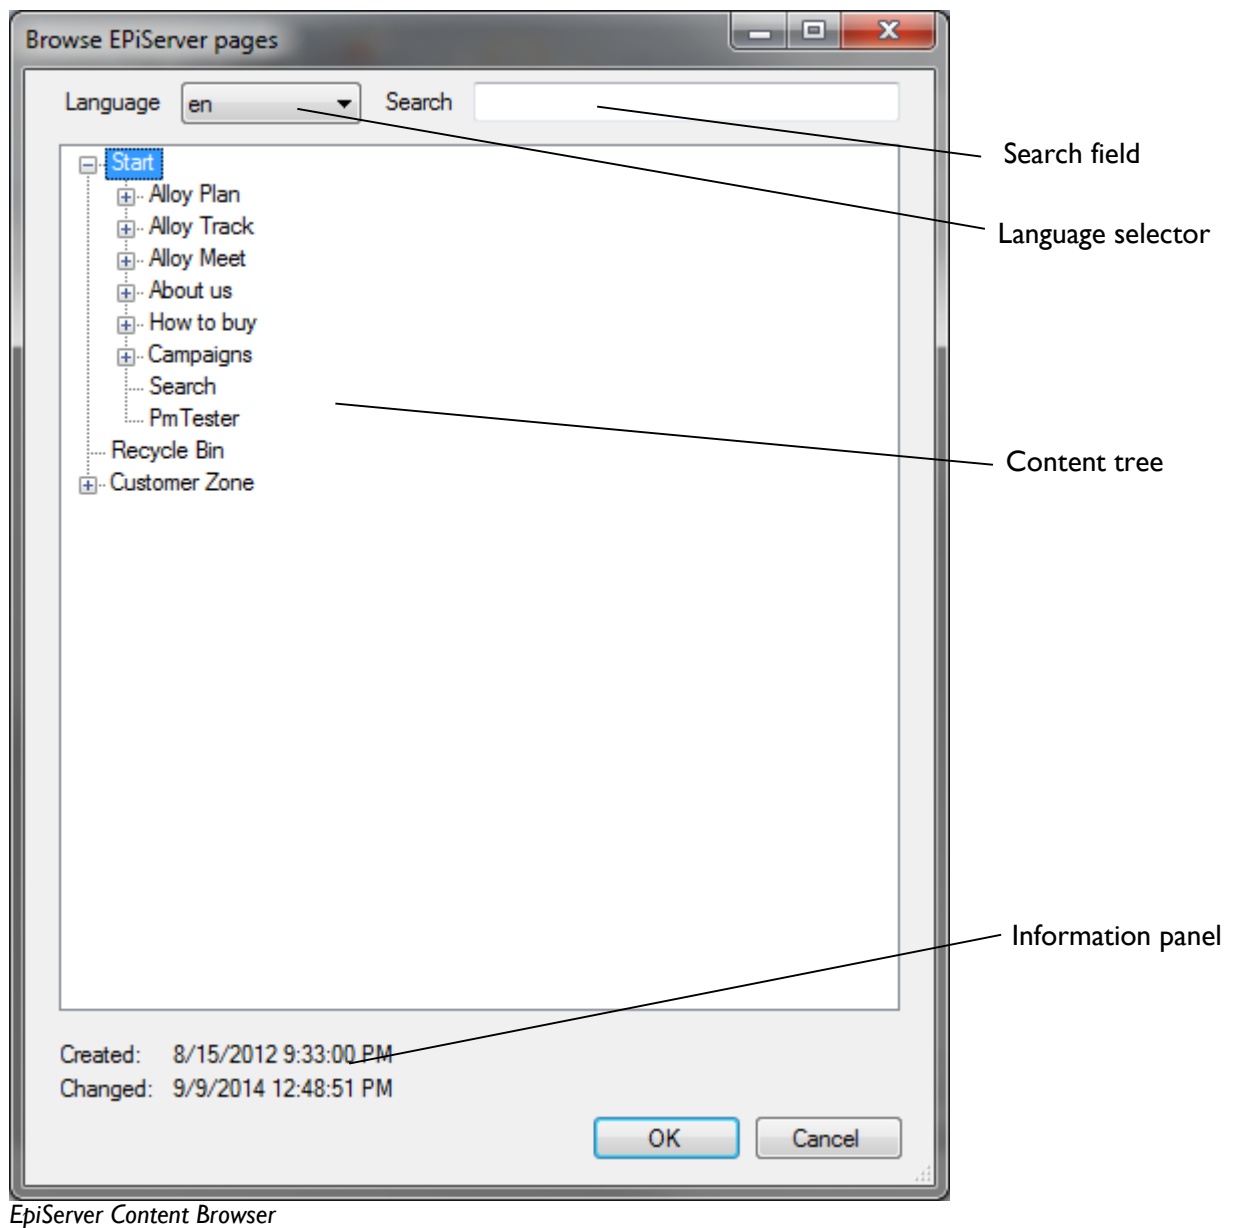 Browse EPiServer pages
Language en Search
Search field
Start
Alloy Plan
Alloy Track
Language selector
Alloy Meet
About us
How to buy
Campaigns
Search
PmTester
Recycle Bin
Content tree
Customer Zone
Information panel
Created: 8/15/2012 9:33:00 PM
Changed: 9/9/2014 12:48:51 PM
OK Cancel
EpiServer Content Browser